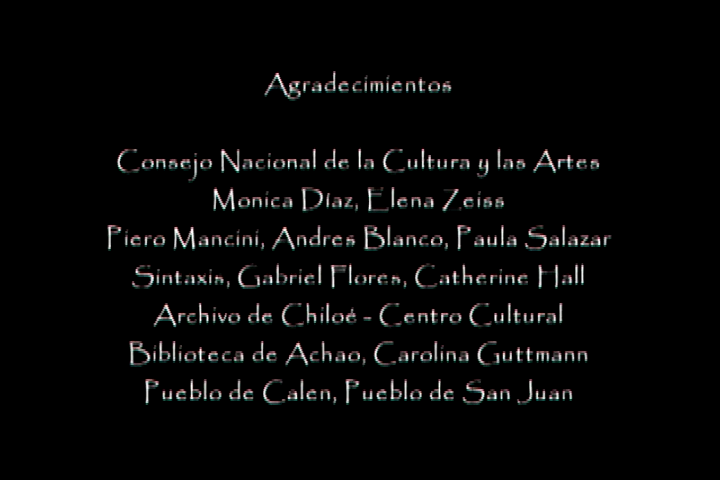 Agradecimientos
Consejo Nacional de la Cultura y las Artes
Monica Díaz, Elena Zeiss
Piero Mancini, Andres Blanco, Paula Salazar
Sintaxis, Gabriel Flores, Catherine Hall
Archivo de Chiloé - Centro Cultural
Biblioteca de Achao, Carolina Guttmann
Pueblo de Calen, Pueblo de San Juan